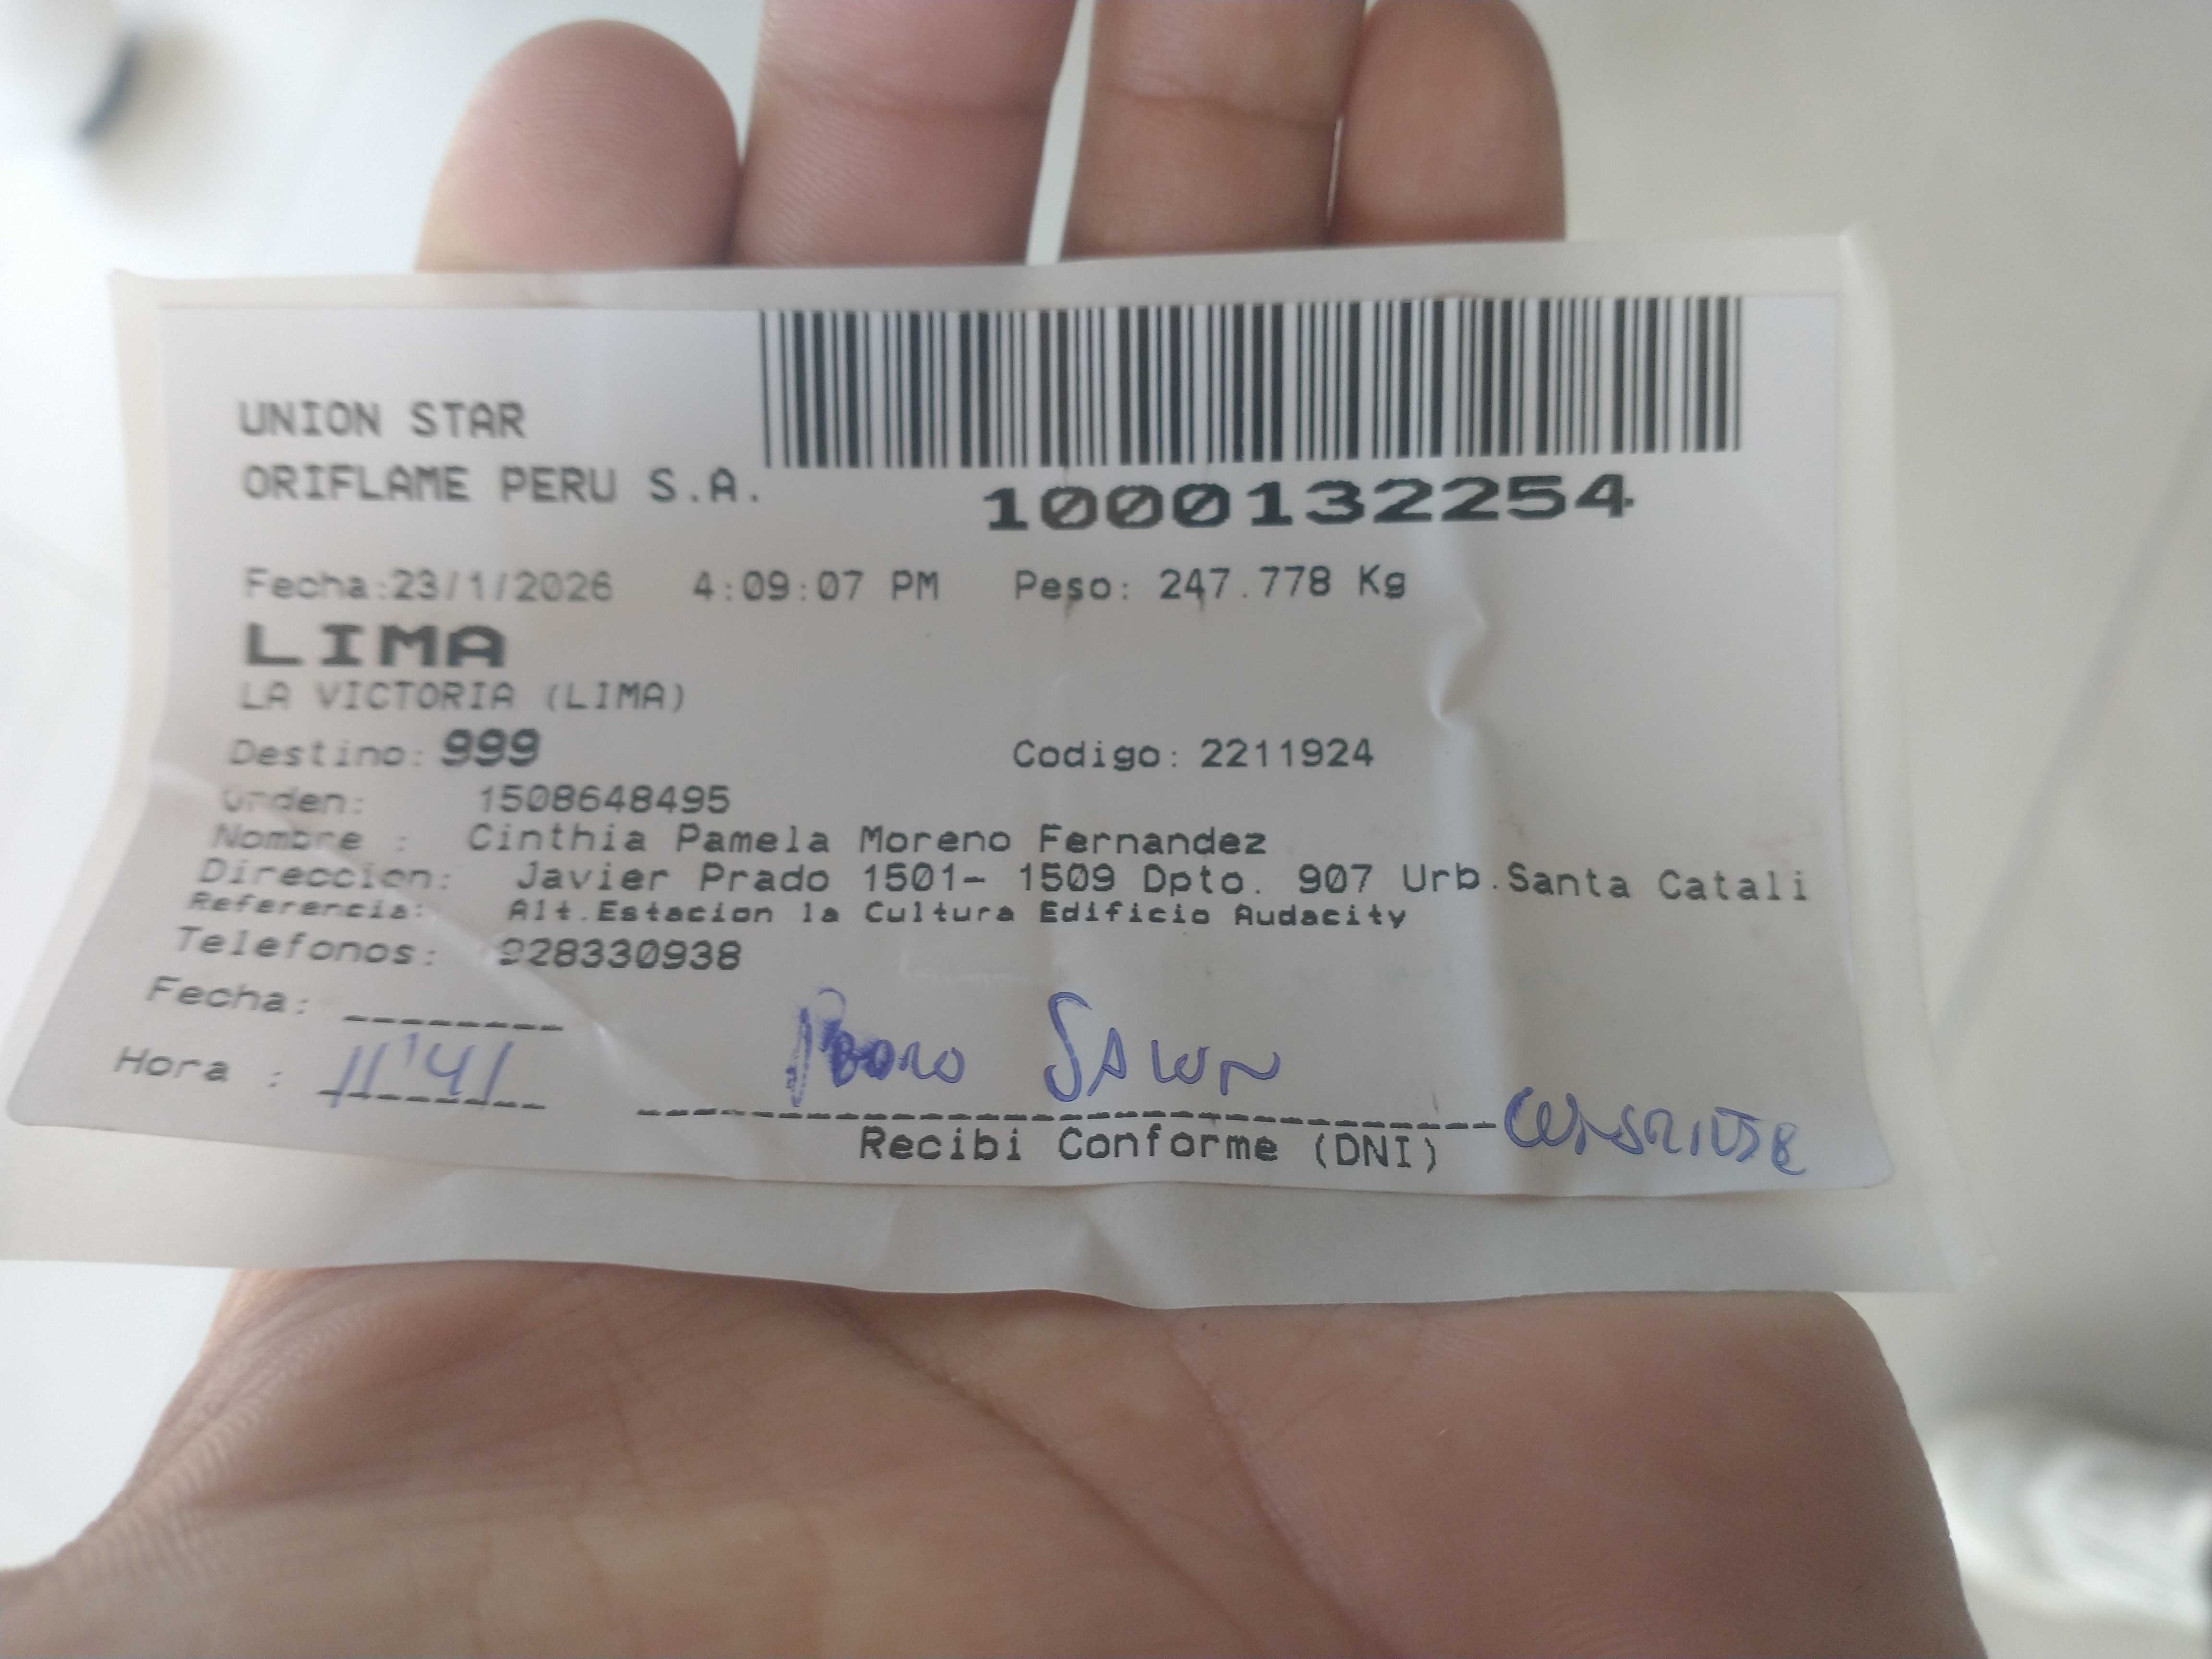 UNION STAR
ORIFLAME PERU S.A.
1000132254
Fecha:23/1/2026 4:09:07 PM Peso: 247.778 Kg
LIMA
LA VICTORIA (LIMA)
Destino: 999 Codigo: 2211924
Orden: 1508648495
Nombre : Cinthia Pamela Moreno Fernandez
Direccion: Javier Prado 1501- 1509 Dpto. 907 Urb.Santa Catali
Referencia: Alt.Estacion la Cultura Edificio Audacity
Telefonos: 928330938
Fecha:
Hora : 11'41
Recibi Conforme (DNI)